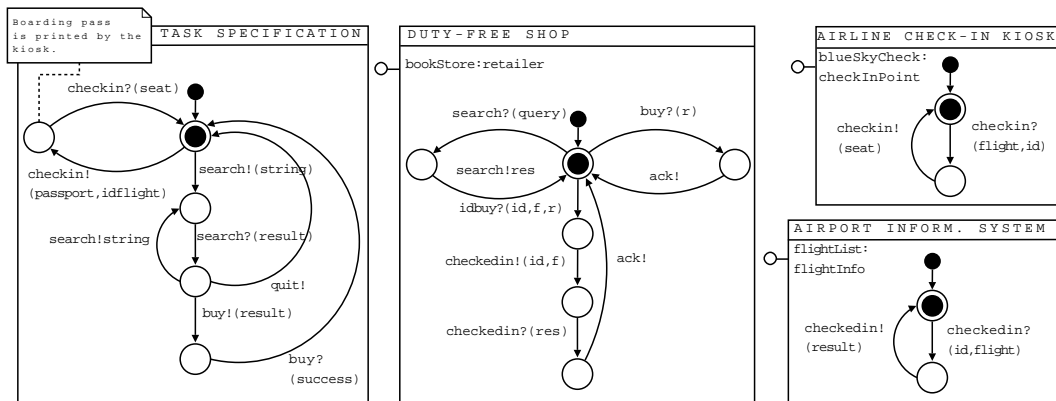 Boarding pass
is printed by the
kiosk.
TASK SPECIFICATION
checkin?(seat)
checkin!
(passport,idflight)
search!(string)
search!string
search?(result)
quit!
buy!(result)
buy?
(success)
DUTY-FREE SHOP
bookStore:retailer
search?(query)
buy?(r)
search!res
ack!
idbuy?(id,f,r)
checkedin!(id,f)
ack!
checkedin?(res)
AIRLINE CHECK-IN KIOSK
blueSkyCheck:
checkInPoint
checkin!
(seat)
checkin?
(flight,id)
AIRPORT INFORM. SYSTEM
flightList:
flightInfo
checkedin!
(result)
checkedin?
(id,flight)